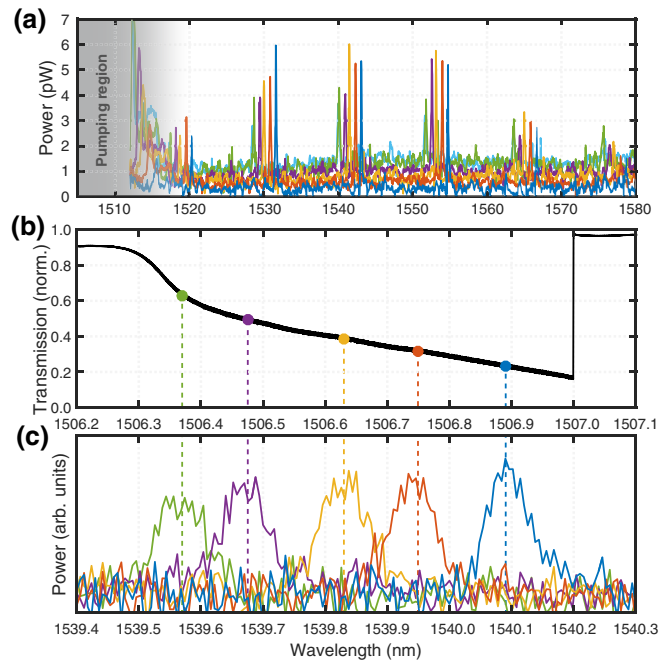 (a)
Power (pW)
7
6
5
4
3
2
1
0
Pumping region
1510 1520 1530 1540 1550 1560 1570 1580
(b)
Transmission (norm.)
1.0
0.8
0.6
0.4
0.2
0.0
1506.2 1506.3 1506.4 1506.5 1506.6 1506.7 1506.8 1506.9 1507.0 1507.1
(c)
Power (arb. units)
1539.4 1539.5 1539.6 1539.7 1539.8 1539.9 1540.0 1540.1 1540.2 1540.3
Wavelength (nm)